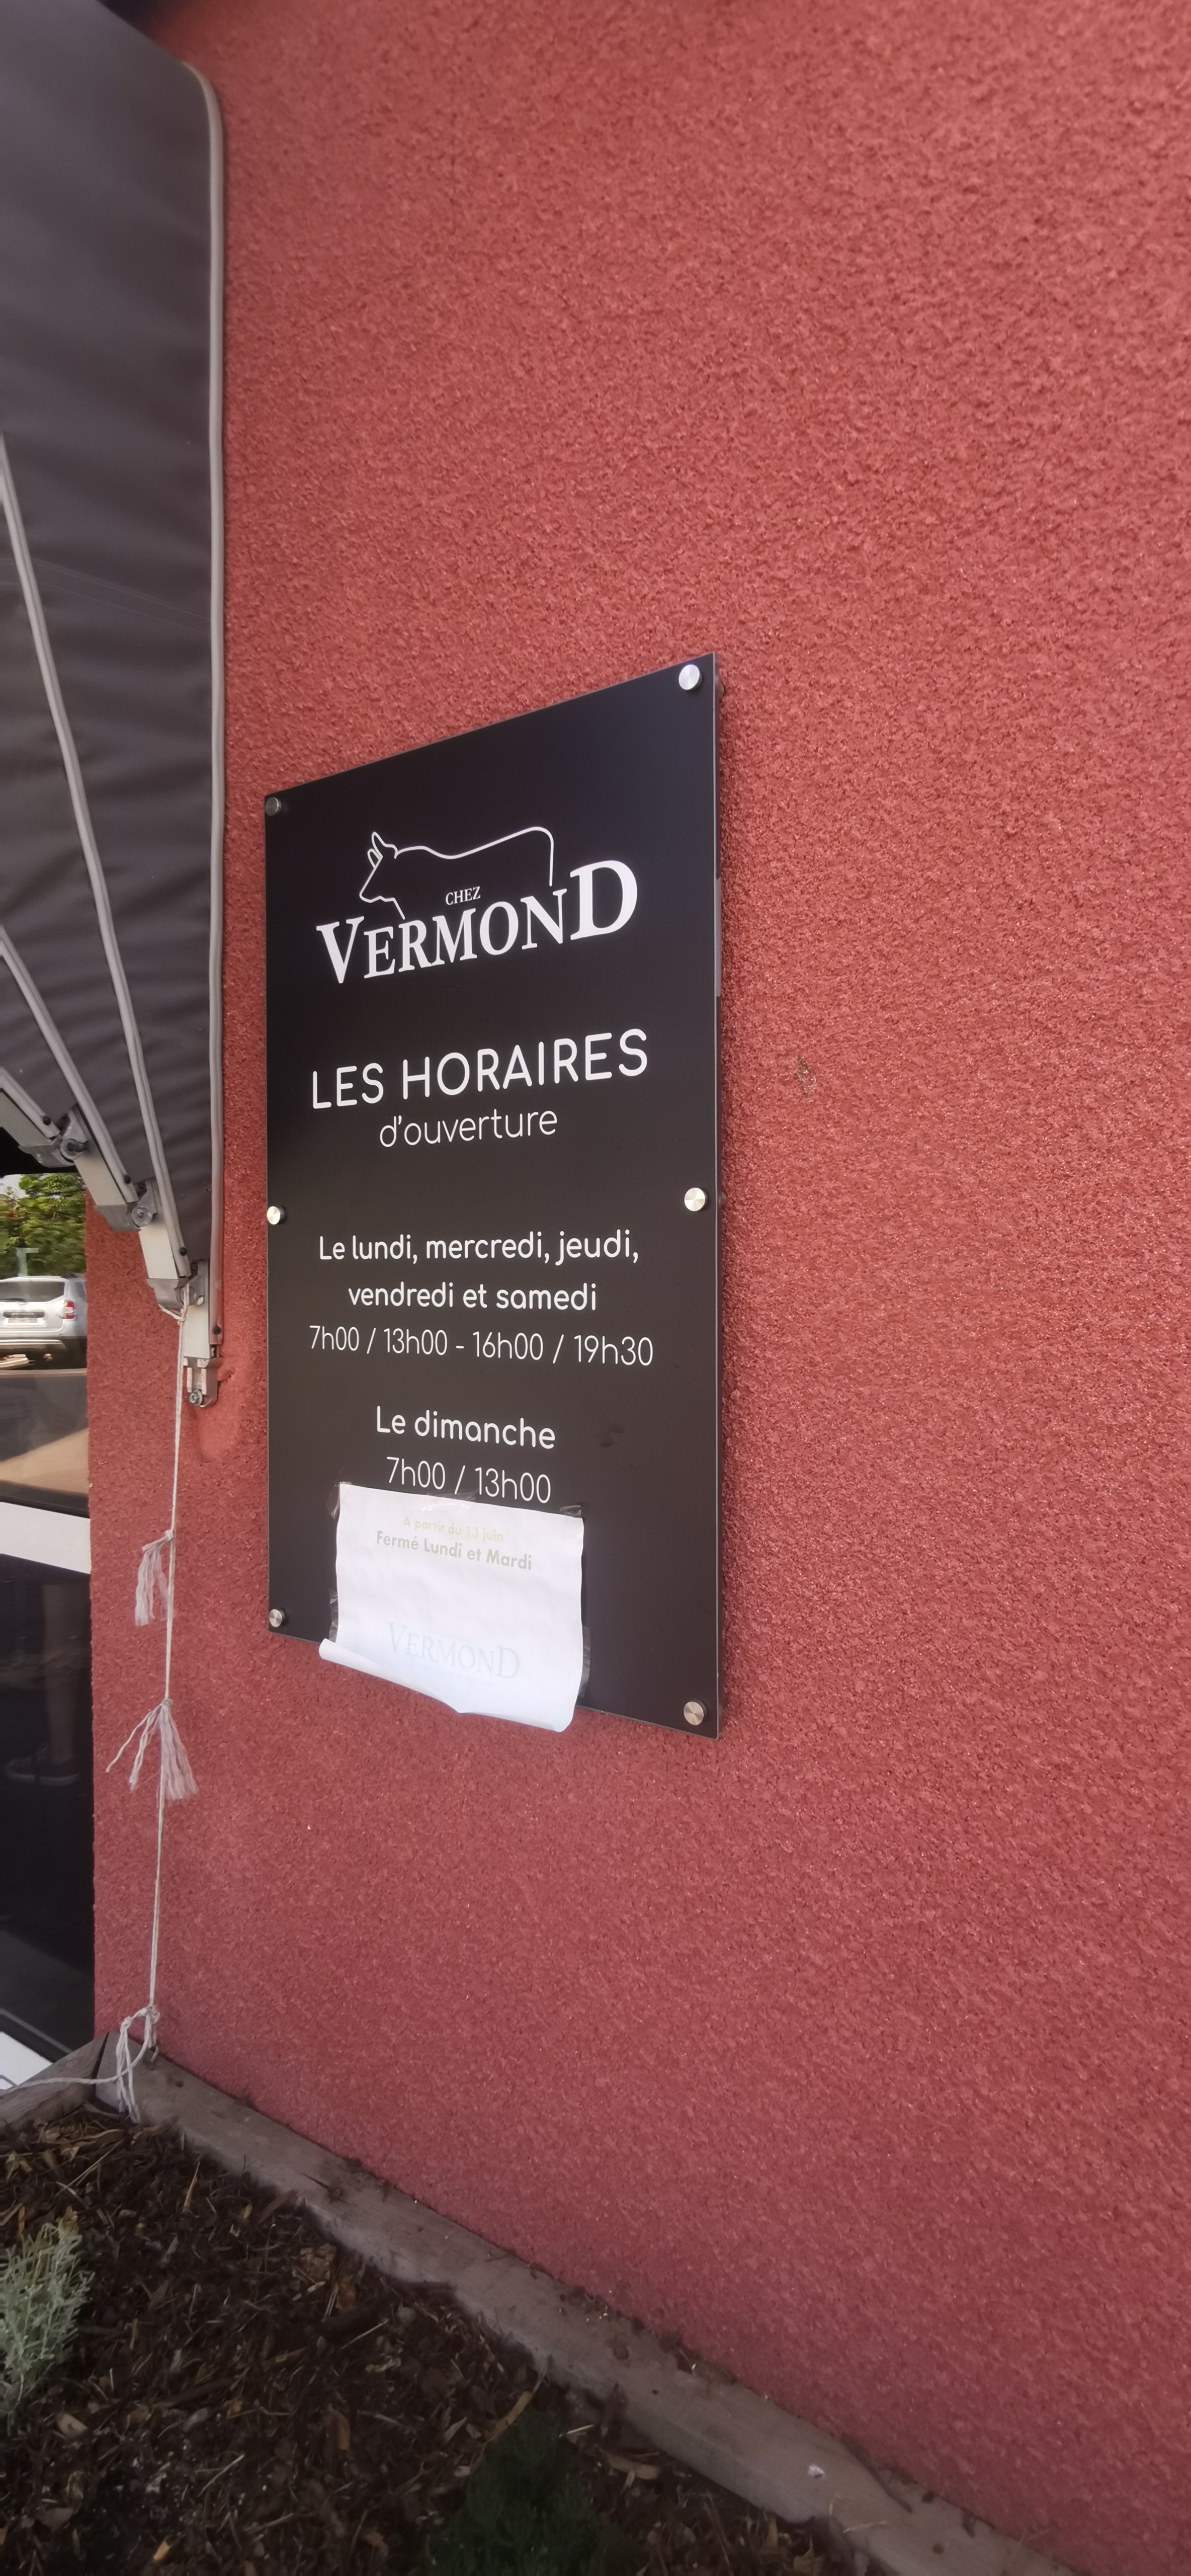 CHEZ
VERMOND
LES HORAIRES
d'ouverture
Le lundi, mercredi, jeudi,
vendredi et samedi
7h00 / 13h00 - 16h00 / 19h30
Le dimanche
7h00 / 13h00
A partir du 13 juin
Fermé Lundi et Mardi
VERMOND